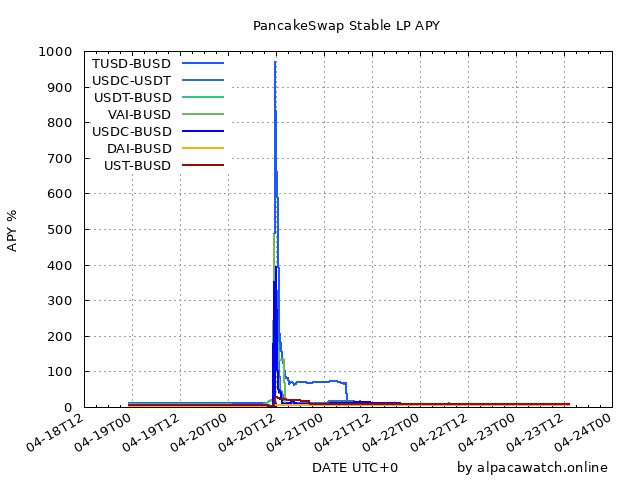 PancakeSwap Stable LP APY
1000
900
800
700
600
500
400
300
200
100
0
APY %
TUSD-BUSD
USDC-USDT
USDT-BUSD
VAI-BUSD
USDC-BUSD
DAI-BUSD
UST-BUSD
04-18T12
04-19T00
04-19T12
04-20T00
04-20T12
04-21T00
04-21T12
04-22T00
04-22T12
04-23T00
04-23T12
04-24T00
DATE UTC+0
by alpacawatch.online